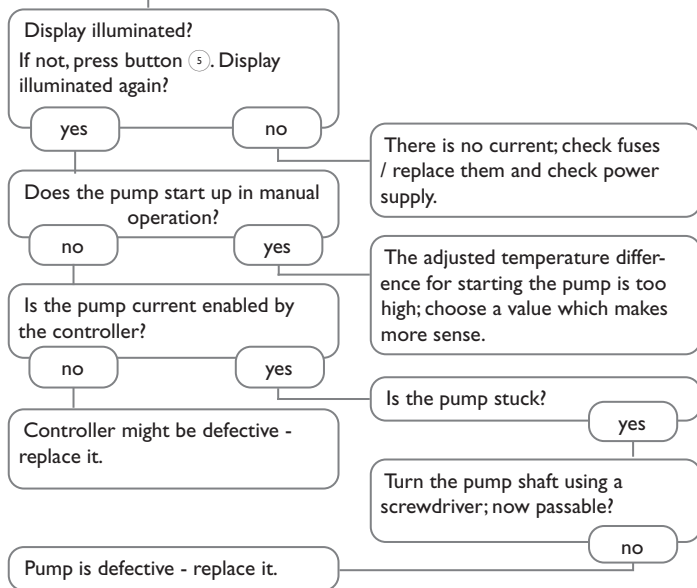 Display illuminated?
If not, press button 5. Display
illuminated again?
yes
no
There is no current; check fuses
/ replace them and check power
supply.
Does the pump start up in manual
operation?
no
yes
The adjusted temperature differ-
ence for starting the pump is too
high; choose a value which makes
more sense.
Is the pump current enabled by
the controller?
no
yes
Is the pump stuck?
yes
Controller might be defective -
replace it.
Turn the pump shaft using a
screwdriver; now passable?
no
Pump is defective - replace it.